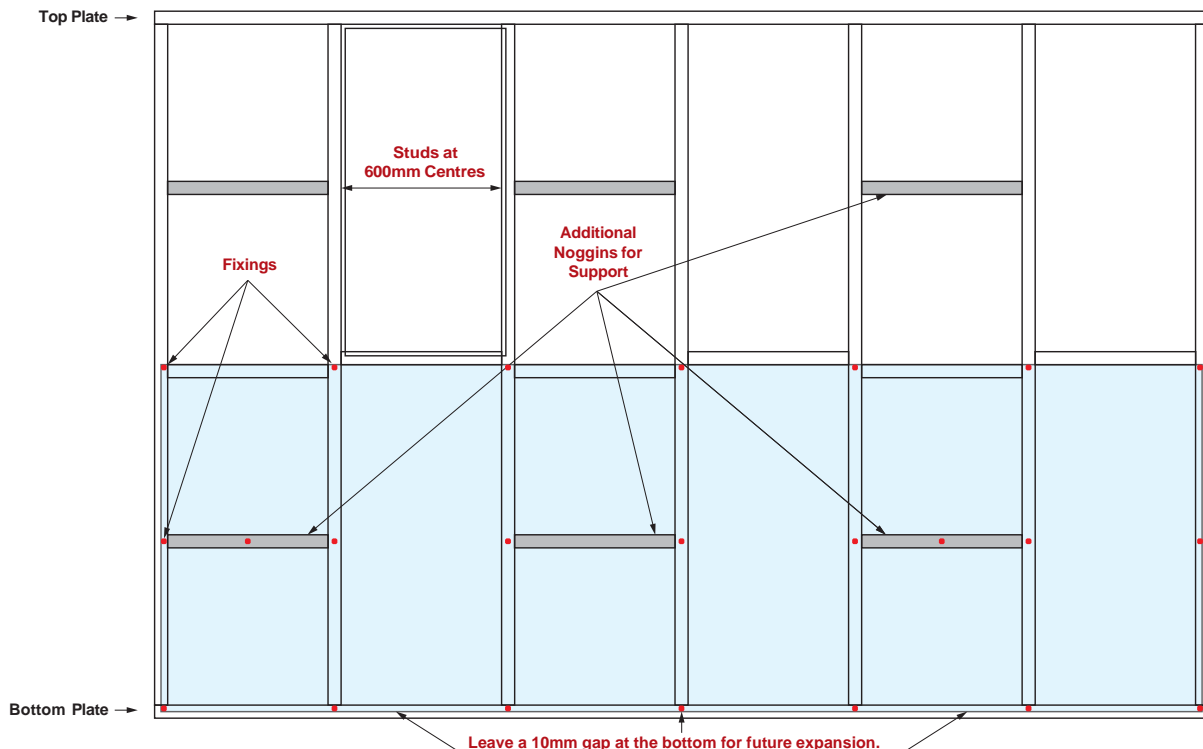 Top Plate
Studs at
600mm Centres
Additional
Noggins for
Support
Fixings
Bottom Plate
Leave a 10mm gap at the bottom for future expansion.